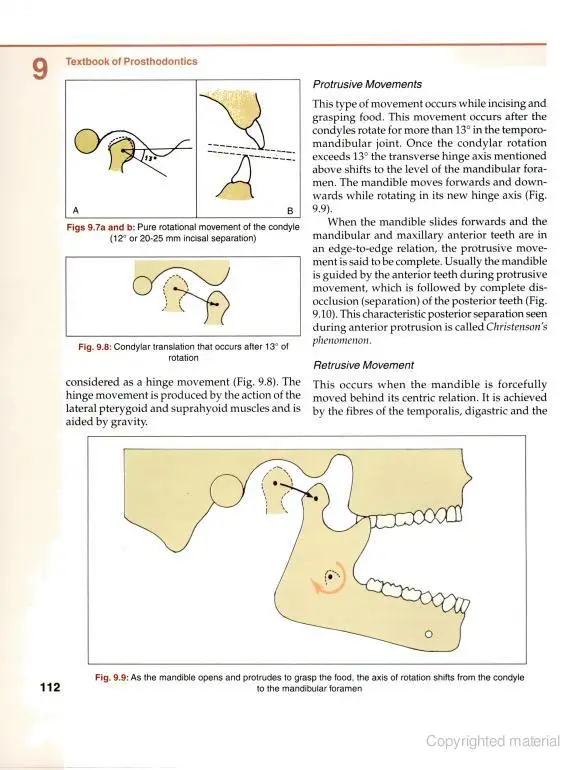 9
Textbook of Prosthodontics
13°
A
B
Figs 9.7a and b: Pure rotational movement of the condyle
(12° or 20-25 mm incisal separation)
Fig. 9.8: Condylar translation that occurs after 13° of
rotation
considered as a hinge movement (Fig. 9.8). The
hinge movement is produced by the action of the
lateral pterygoid and suprahyoid muscles and is
aided by gravity.
Protrusive Movements
This type of movement occurs while incising and
grasping food. This movement occurs after the
condyles rotate for more than 13° in the temporo-
mandibular joint. Once the condylar rotation
exceeds 13° the transverse hinge axis mentioned
above shifts to the level of the mandibular fora-
men. The mandible moves forwards and down-
wards while rotating in its new hinge axis (Fig.
9.9).
When the mandible slides forwards and the
mandibular and maxillary anterior teeth are in
an edge-to-edge relation, the protrusive move-
ment is said to be complete. Usually the mandible
is guided by the anterior teeth during protrusive
movement, which is followed by complete dis-
occlusion (separation) of the posterior teeth (Fig.
9.10). This characteristic posterior separation seen
during anterior protrusion is called Christenson's
phenomenon.
Retrusive Movement
This occurs when the mandible is forcefully
moved behind its centric relation. It is achieved
by the fibres of the temporalis, digastric and the
Fig. 9.9: As the mandible opens and protrudes to grasp the food, the axis of rotation shifts from the condyle
to the mandibular foramen
112
Copyrighted material